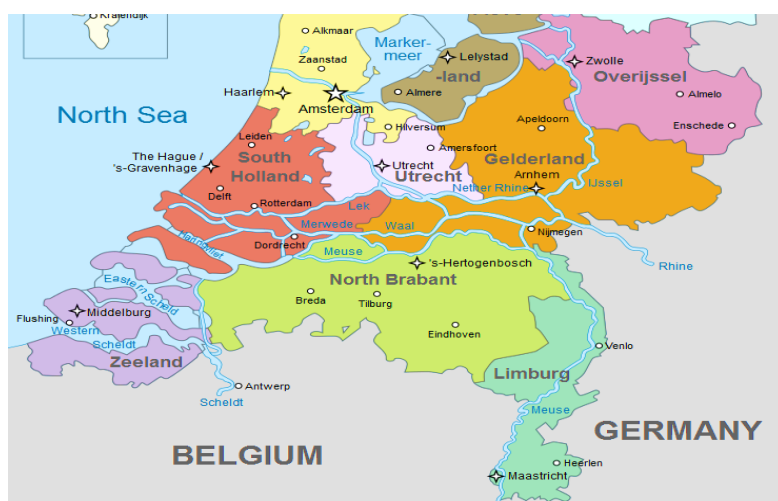 Kralendijk
Alkmaar
Marker-
meer
Lelystad
Zwolle
Zaanstad
-land
Overijssel
Haarlem
Almere
Almelo
North Sea
Amsterdam
Apeldoorn
Enschede
Hilversum
Leiden
Amersfoort
The Hague /
's-Gravenhage
South
Holland
Utrecht
Utrecht
Gelderland
Arnhem
Delft
Nether Rhine
IJssel
Rotterdam
Lek
Merwede
Waal
Nijmegen
Haringvliet
Dordrecht
Meuse
Rhine
's-Hertogenbosch
Eastern Scheld
North Brabant
Middelburg
Breda
Tilburg
Flushing
Western
Scheldt
Eindhoven
Zeeland
Venlo
Limburg
Antwerp
Scheldt
Meuse
GERMANY
BELGIUM
Heerlen
Maastricht